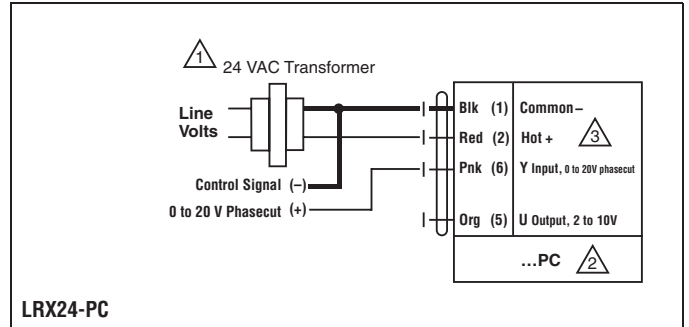 1
24 VAC Transformer
Line
Volts
Blk (1) Common –
Red (2) Hot + 3
Pnk (6) Y Input, 0 to 20V phasecut
Control Signal (–)
0 to 20 V Phasecut (+)
Org (5) U Output, 2 to 10V
...PC 2
LRX24-PC